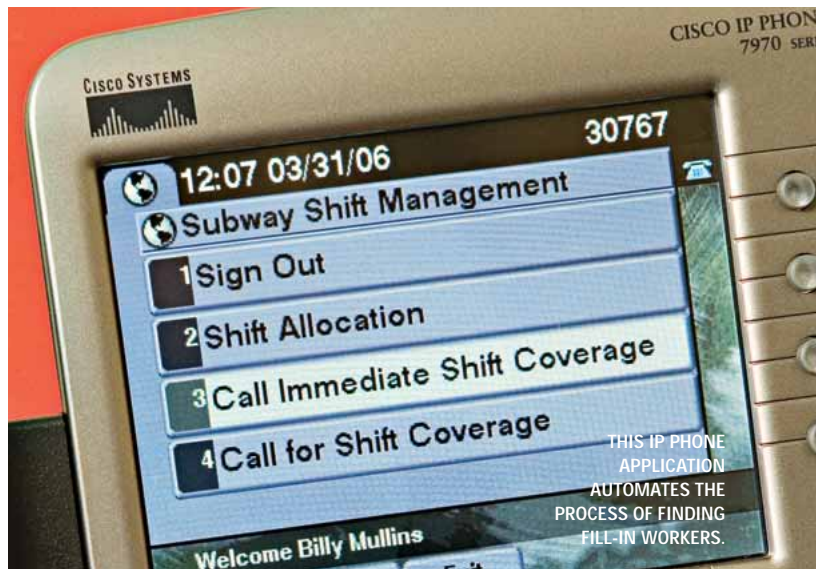 CISCO IP PHON
7970 SERI
CISCO SYSTEMS
12:07 03/31/06 30767
Subway Shift Management
1 Sign Out
2 Shift Allocation
3 Call Immediate Shift Coverage
4 Call for Shift Coverage
THIS IP PHONE
APPLICATION
AUTOMATES THE
PROCESS OF FINDING
FILL-IN WORKERS.
Welcome Billy Mullins